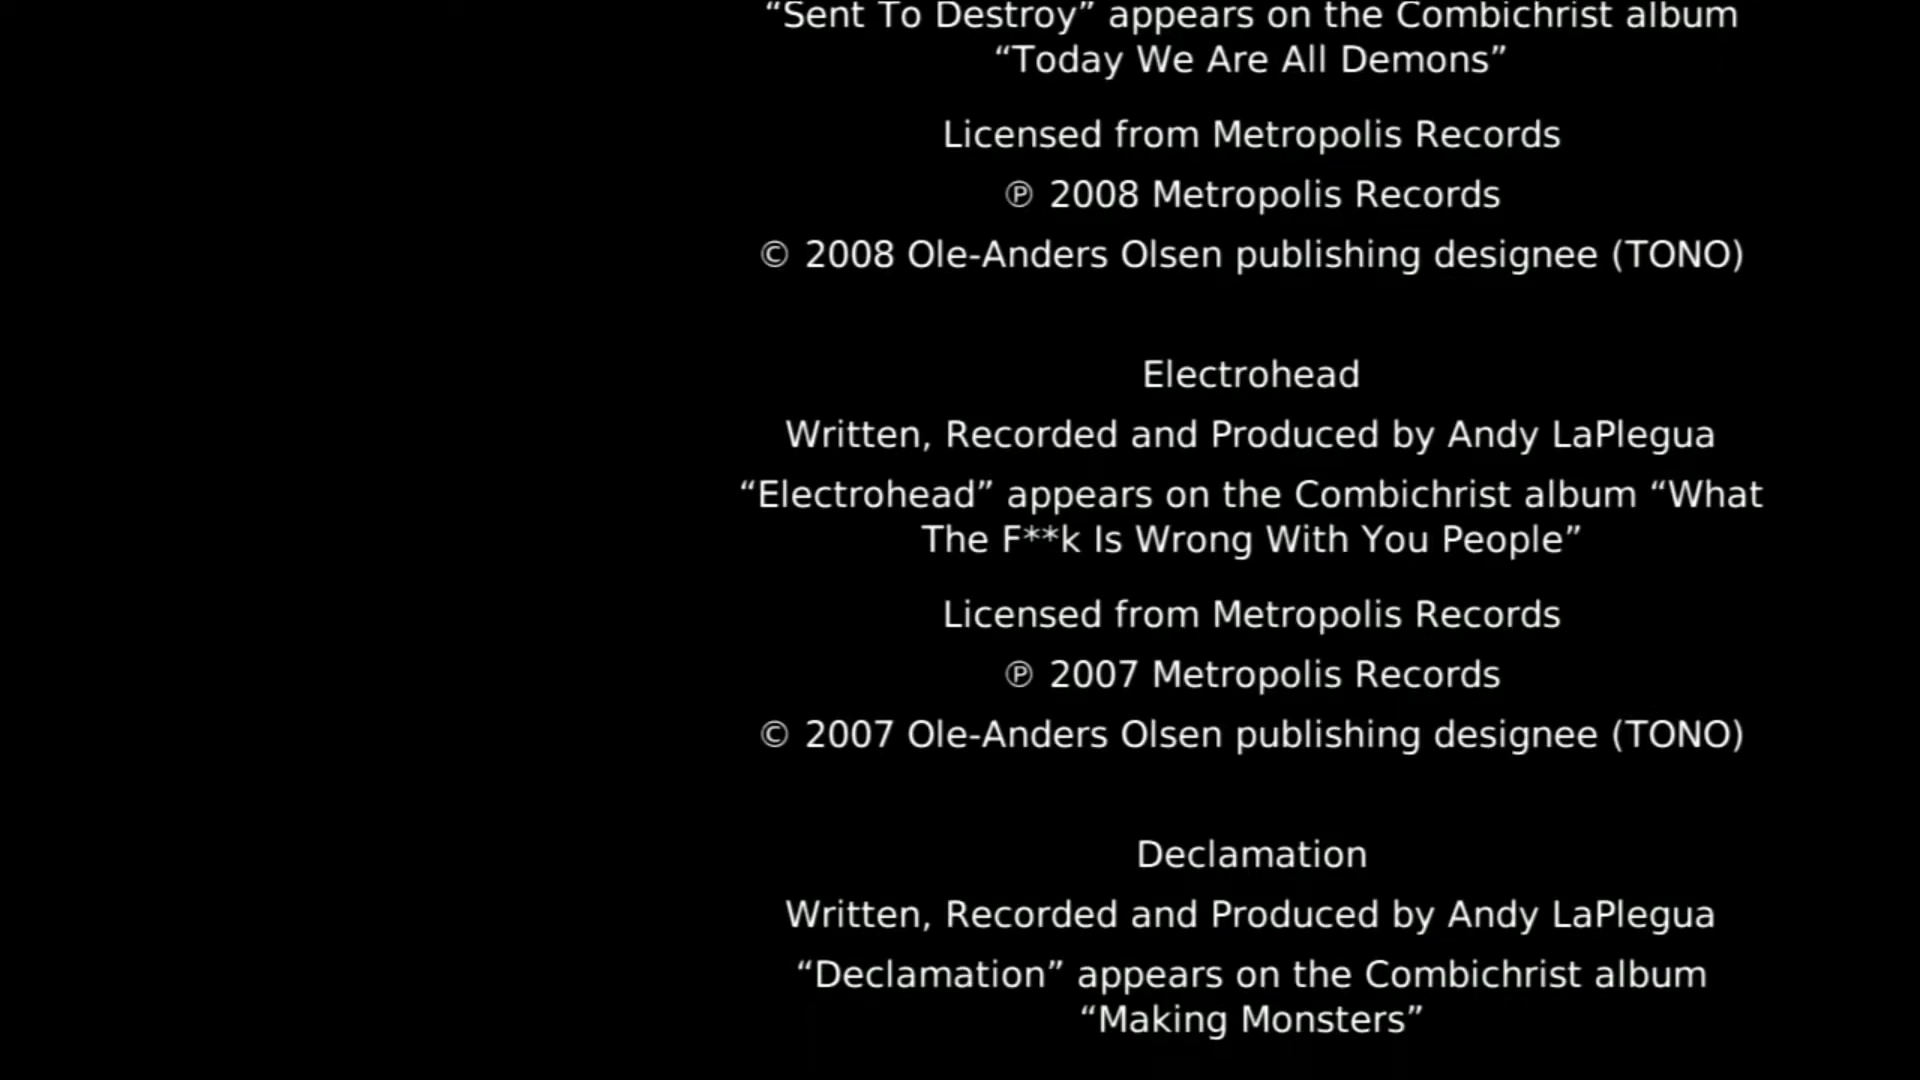 “Sent To Destroy” appears on the Combichrist album
“Today We Are All Demons”
Licensed from Metropolis Records
℗ 2008 Metropolis Records
© 2008 Ole-Anders Olsen publishing designee (TONO)
Electrohead
Written, Recorded and Produced by Andy LaPlegua
“Electrohead” appears on the Combichrist album “What
The F**k Is Wrong With You People”
Licensed from Metropolis Records
℗ 2007 Metropolis Records
© 2007 Ole-Anders Olsen publishing designee (TONO)
Declamation
Written, Recorded and Produced by Andy LaPlegua
“Declamation” appears on the Combichrist album
“Making Monsters”